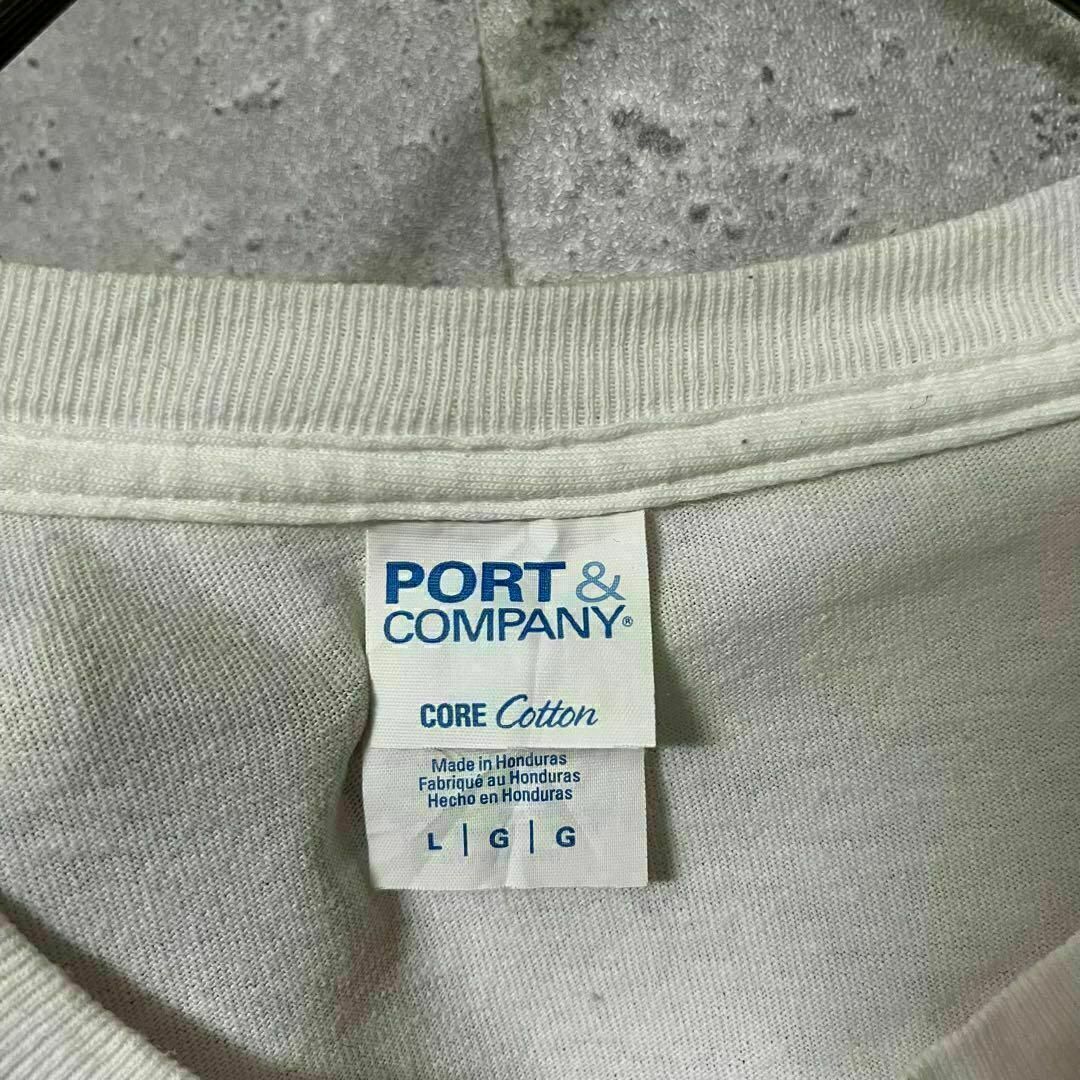 PORT &
COMPANY®
CORE Cotton
Made in Honduras
Fabriqué au Honduras
Hecho en Honduras
L | G | G